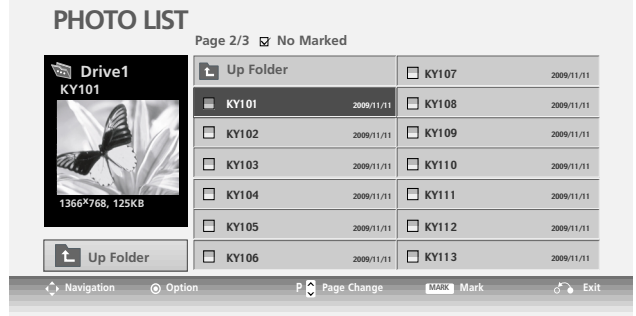 PHOTO LIST
Page 2/3 No Marked
Drive1
KY101
1366x768, 125KB
Up Folder
Up Folder
KY101 2009/11/11
KY102 2009/11/11
KY103 2009/11/11
KY104 2009/11/11
KY105 2009/11/11
KY106 2009/11/11
KY107 2009/11/11
KY108 2009/11/11
KY109 2009/11/11
KY110 2009/11/11
KY111 2009/11/11
KY112 2009/11/11
KY113 2009/11/11
Navigation Option P Page Change MARK Mark Exit